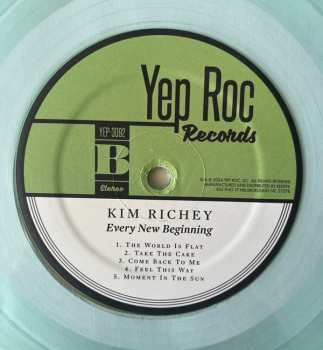 Yep Roc
Records
YEP-3092
B
Stereo
KIM RICHEY
Every New Beginning
1. The World Is Flat
2. Take The Cake
3. Come Back To Me
4. Feel This Way
5. Moment In The Sun